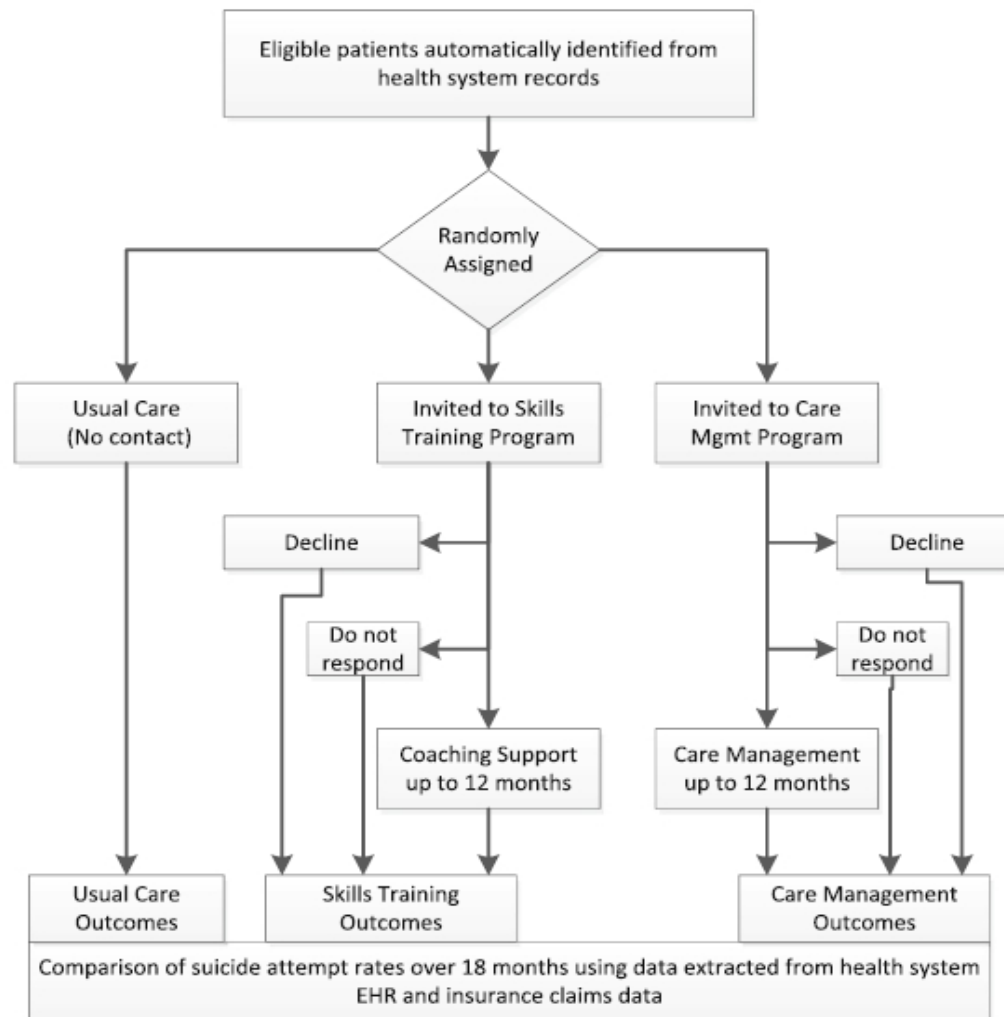 Eligible patients automatically identified from
health system records
Randomly
Assigned
Usual Care
(No contact)
Invited to Skills
Training Program
Invited to Care
Mgmt Program
Decline
Decline
Do not
respond
Do not
respond
Coaching Support
up to 12 months
Care Management
up to 12 months
Usual Care
Outcomes
Skills Training
Outcomes
Care Management
Outcomes
Comparison of suicide attempt rates over 18 months using data extracted from health system
EHR and insurance claims data